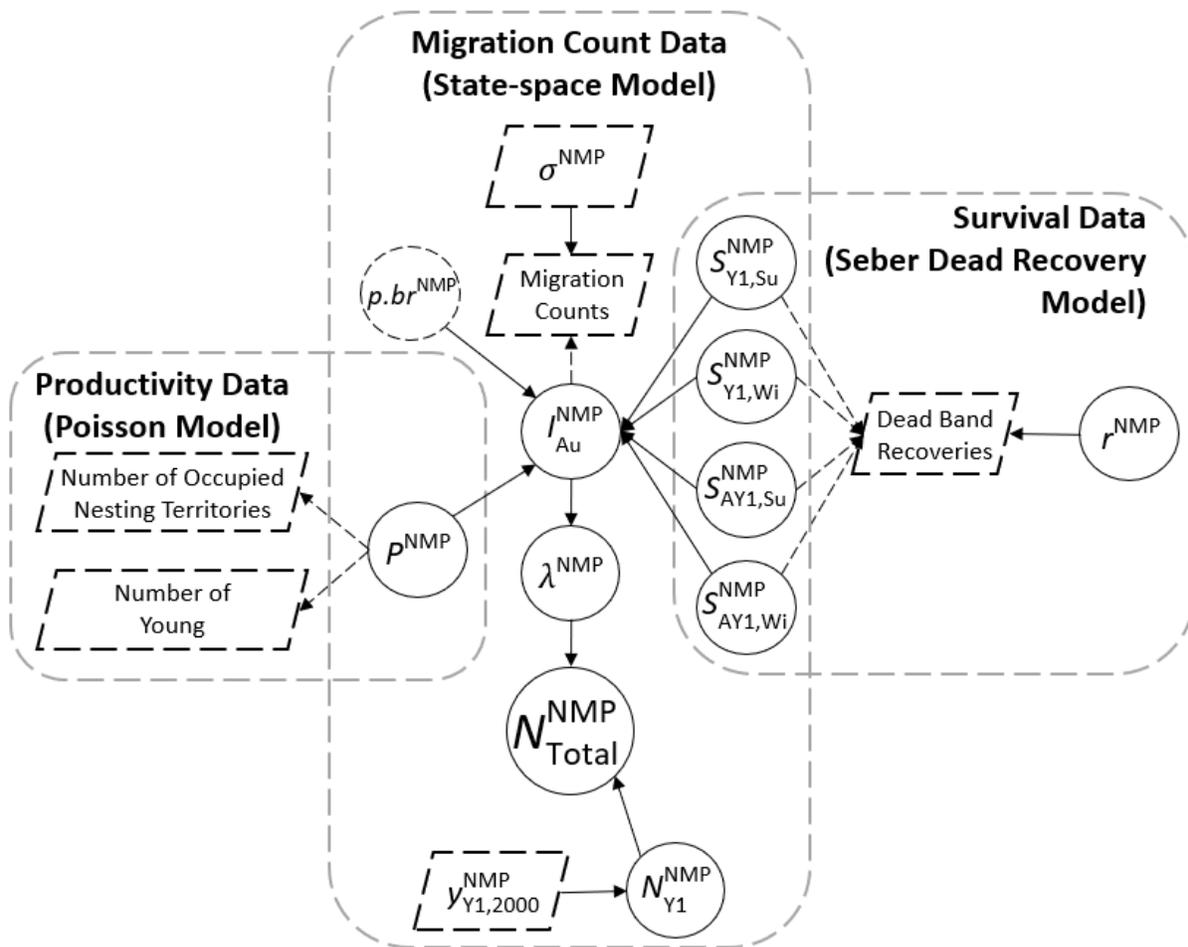 Migration Count Data
(State-space Model)
σ^NMP
Survival Data
(Seber Dead Recovery
Model)
S^NMP_Y1,Su
p.br^NMP
Migration
Counts
Productivity Data
(Poisson Model)
S^NMP_Y1,Wi
I^NMP_Au
Dead Band
Recoveries
r^NMP
Number of Occupied
Nesting Territories
S^NMP_AY1,Su
P^NMP
λ^NMP
Number of
Young
S^NMP_AY1,Wi
N^NMP_Total
y^NMP_Y1,2000
N^NMP_Y1